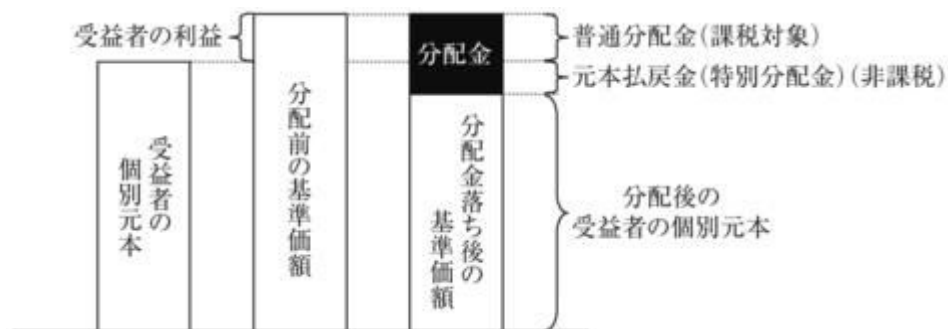 受益者の利益
分配金
普通分配金(課税対象)
元本払戻金(特別分配金)(非課税)
受益者の
個別元本
分配前の基準価額
分配金落ち後の
基準価額
分配後の
受益者の個別元本